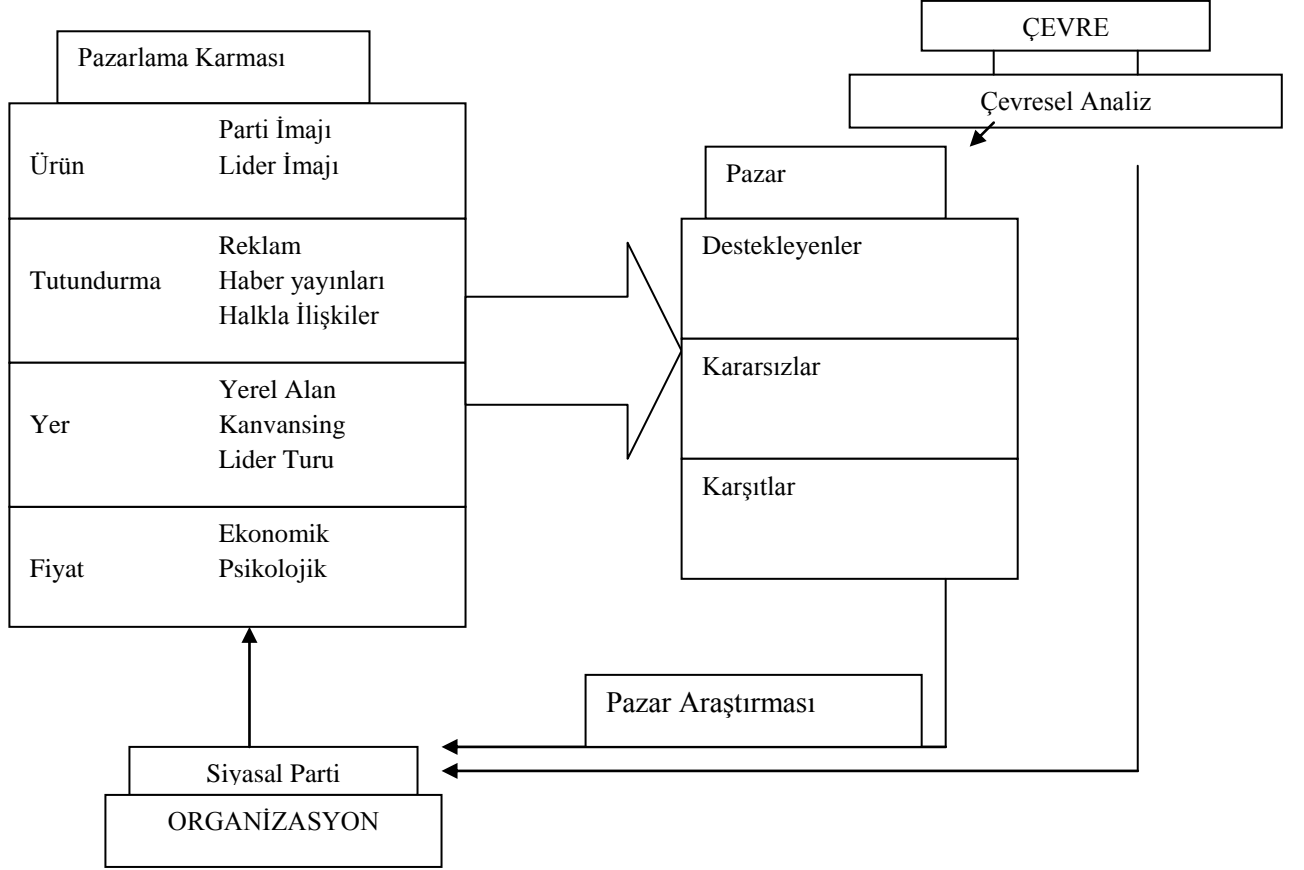 Pazarlama Karması
Ürün
Parti İmajı
Lider İmajı
Tutundurma
Reklam
Haber yayınları
Halkla İlişkiler
Yer
Yerel Alan
Kanvansing
Lider Turu
Fiyat
Ekonomik
Psikolojik
ÇEVRE
Çevresel Analiz
Pazar
Destekleyenler
Kararsızlar
Karşıtlar
Pazar Araştırması
Siyasal Parti
ORGANİZASYON